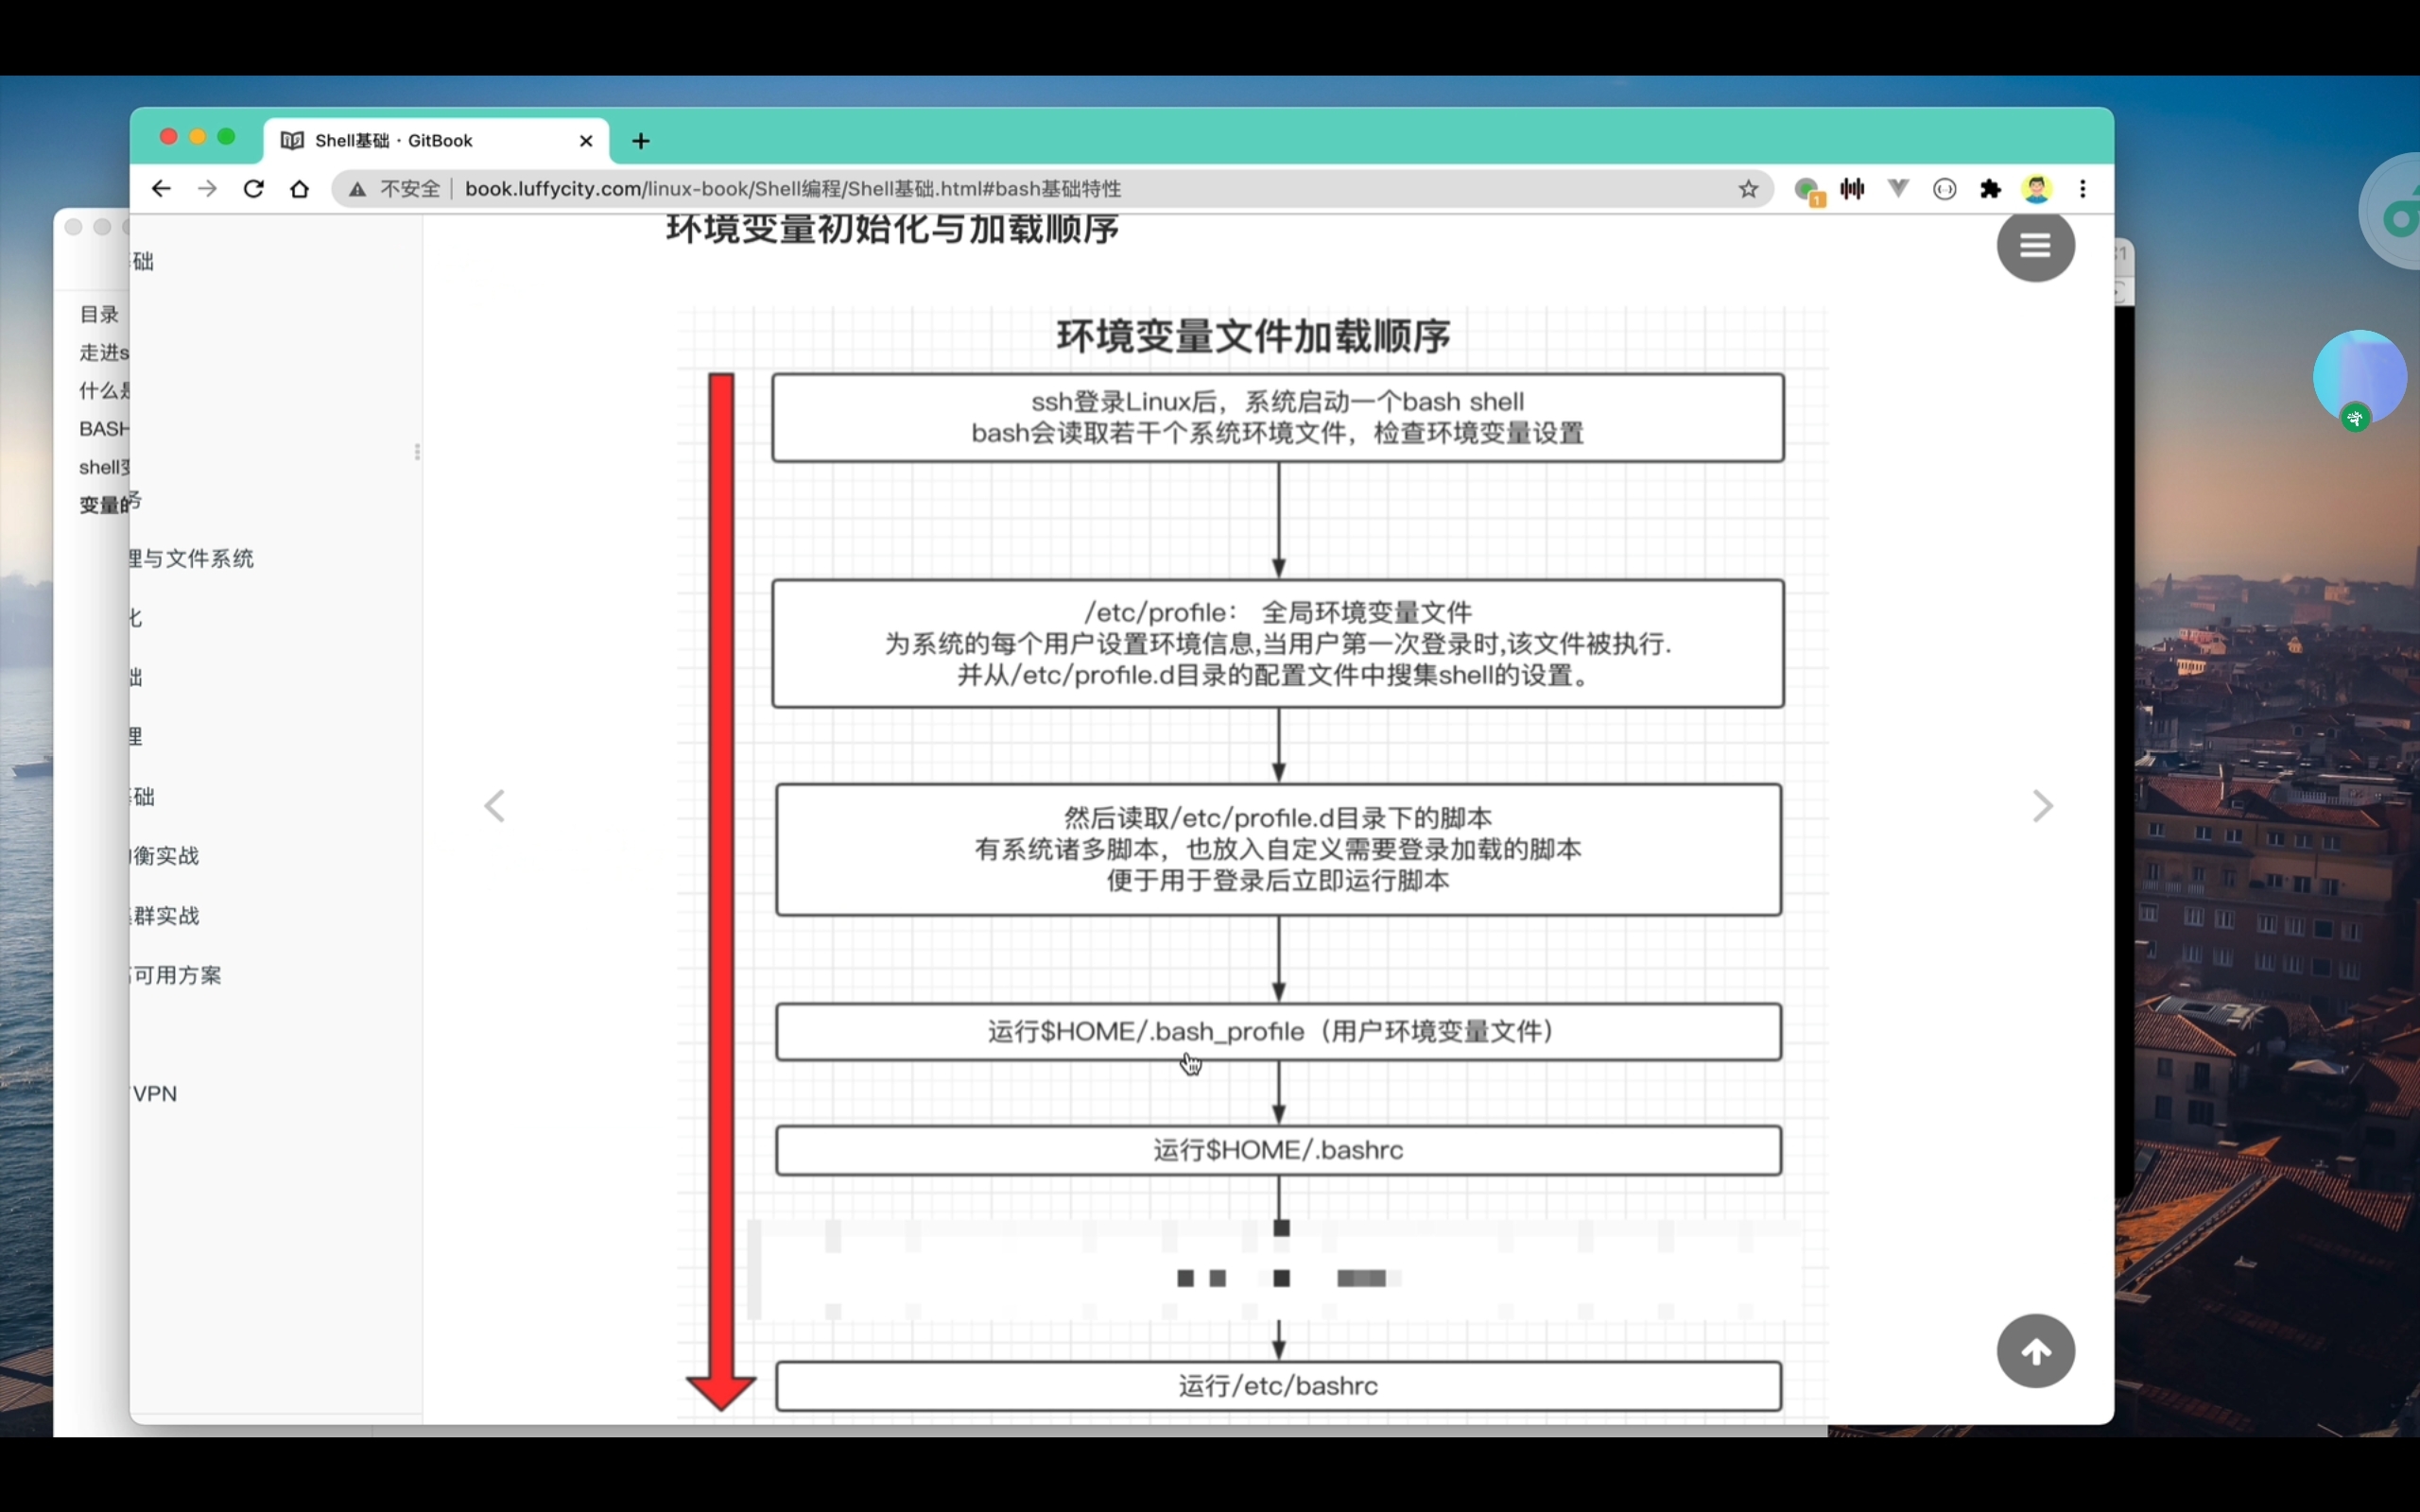 Shell基础 · GitBook
不安全
book.luffycity.com/linux-book/Shell编程/Shell基础.html#bash基础特性
1
目录
走进s
什么是
BASH
shell变
变量的
础
务
理与文件系统
化
础
理
基础
衡实战
集群实战
可用方案
VPN
环境变量初始化与加载顺序
环境变量文件加载顺序
ssh登录Linux后，系统启动一个bash shell
bash会读取若干个系统环境文件，检查环境变量设置
/etc/profile： 全局环境变量文件
为系统的每个用户设置环境信息,当用户第一次登录时,该文件被执行.
并从/etc/profile.d目录的配置文件中搜集shell的设置。
然后读取/etc/profile.d目录下的脚本
有系统诸多脚本，也放入自定义需要登录加载的脚本
便于用于登录后立即运行脚本
运行$HOME/.bash_profile（用户环境变量文件）
运行$HOME/.bashrc
运行/etc/bashrc